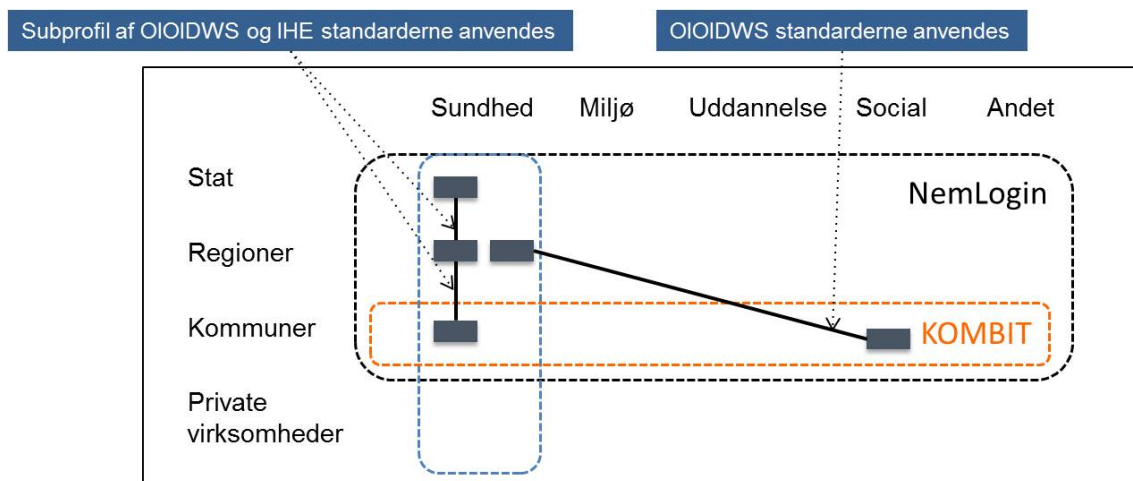 Subprofil af OIOIDWS og IHE standarderne anvendes
OIOIDWS standarderne anvendes
Sundhed Miljø Uddannelse Social Andet
Stat
NemLogin
Regioner
Kommuner
KOMBIT
Private
virksomheder